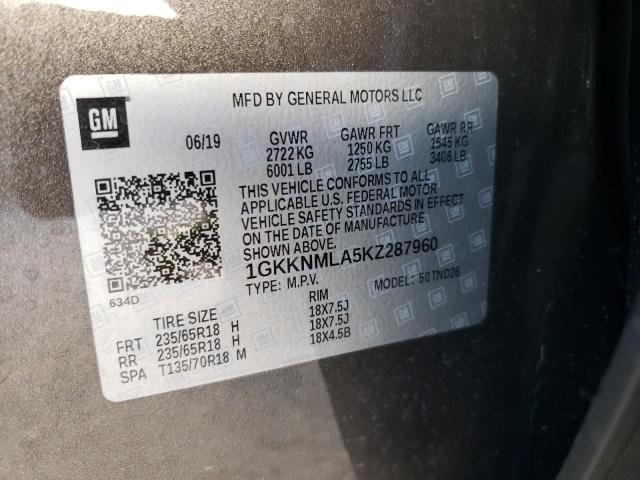 GM
MFD BY GENERAL MOTORS LLC
06/19 GVWR GAWR FRT GAWR RR
2722 KG 1250 KG 1545 KG
6001 LB 2755 LB 3406 LB
THIS VEHICLE CONFORMS TO ALL
APPLICABLE U.S. FEDERAL MOTOR
VEHICLE SAFETY STANDARDS IN EFFECT
ON THE DATE OF MANUFACTURE
SHOWN ABOVE.
1GKKNMLA5KZ287960
TYPE: M.P.V. MODEL: 50TND26
634D
TIRE SIZE RIM
FRT 235/65R18 H 18X7.5J
RR 235/65R18 H 18X7.5J
SPA T135/70R18 M 18X4.5B